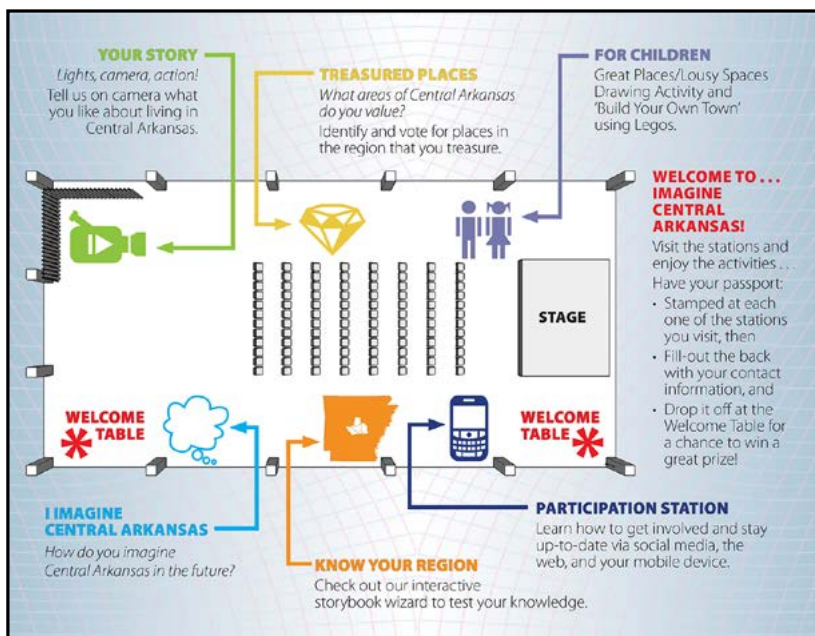 YOUR STORY
Lights, camera, action!
Tell us on camera what
you like about living in
Central Arkansas.
TREASURED PLACES
What areas of Central Arkansas
do you value?
Identify and vote for places in
the region that you treasure.
FOR CHILDREN
Great Places/Lousy Spaces
Drawing Activity and
'Build Your Own Town'
using Legos.
WELCOME TO . . .
IMAGINE
CENTRAL
ARKANSAS!
Visit the stations and
enjoy the activities . . .
Have your passport:
• Stamped at each
one of the stations
you visit, then
• Fill-out the back
with your contact
information, and
• Drop it off at the
Welcome Table for
a chance to win a
great prize!
STAGE
WELCOME
TABLE
WELCOME
TABLE
I IMAGINE
CENTRAL ARKANSAS
How do you imagine
Central Arkansas in the future?
KNOW YOUR REGION
Check out our interactive
storybook wizard to test your knowledge.
PARTICIPATION STATION
Learn how to get involved and stay
up-to-date via social media, the
web, and your mobile device.